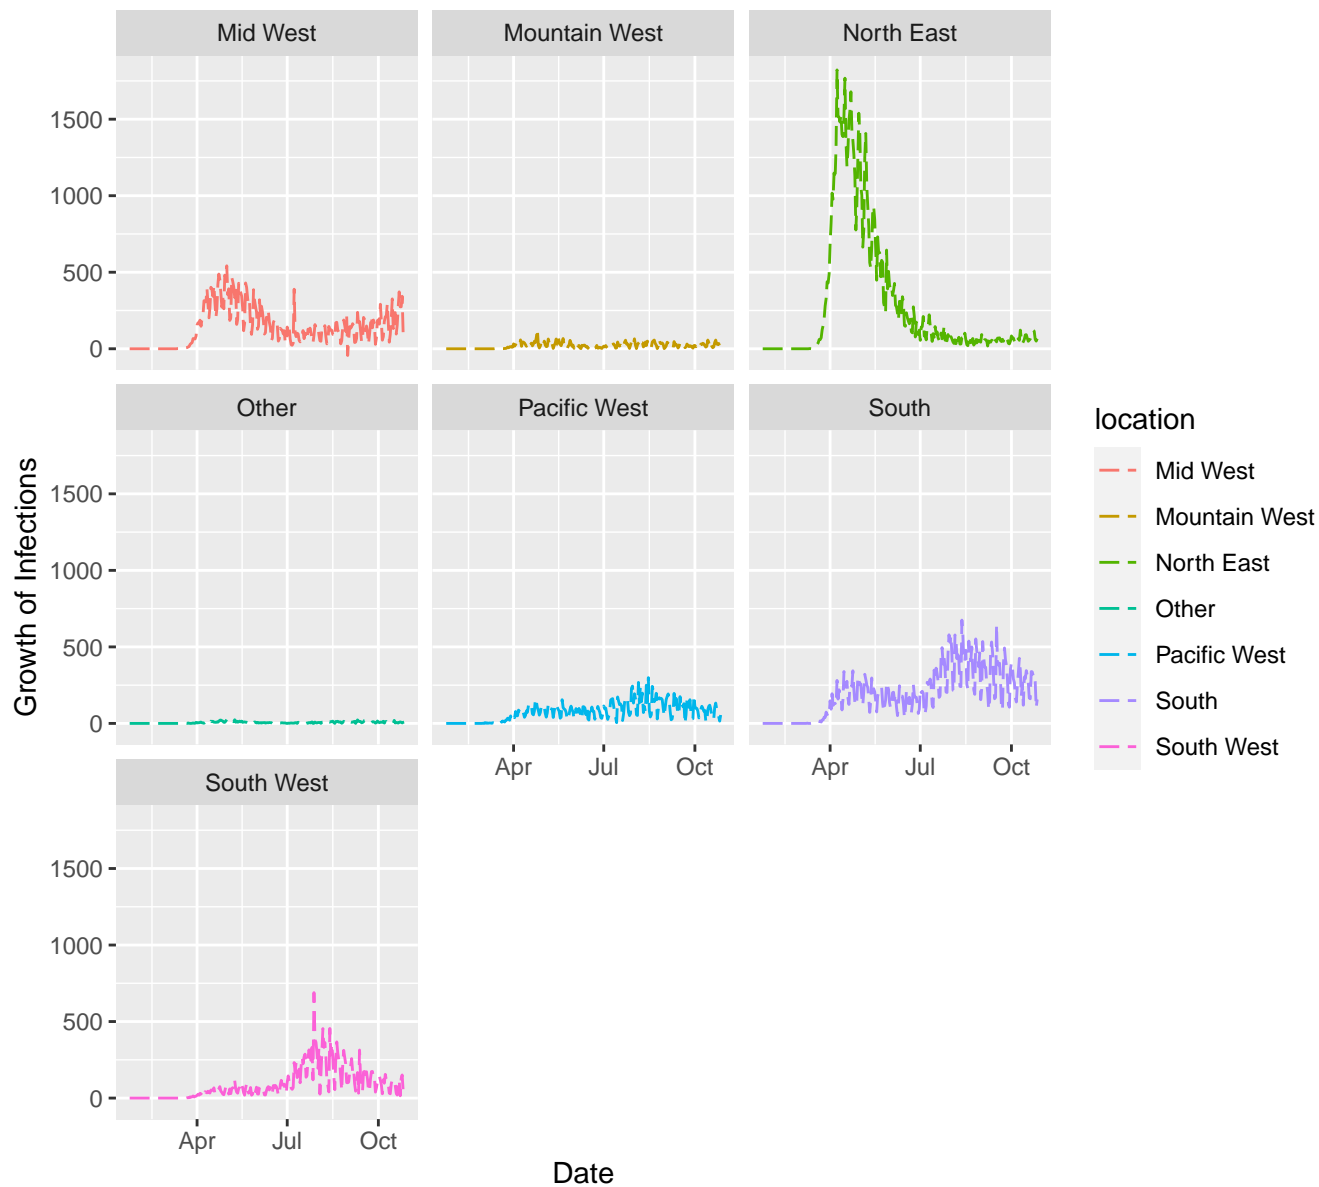 Mid West
Mountain West
North East
1500
1000
500
0
Other
Pacific West
South
1500
1000
500
0
Apr
Jul
Oct
Apr
Jul
Oct
South West
1500
1000
500
0
Apr
Jul
Oct
Date
Growth of Infections
location
Mid West
Mountain West
North East
Other
Pacific West
South
South West